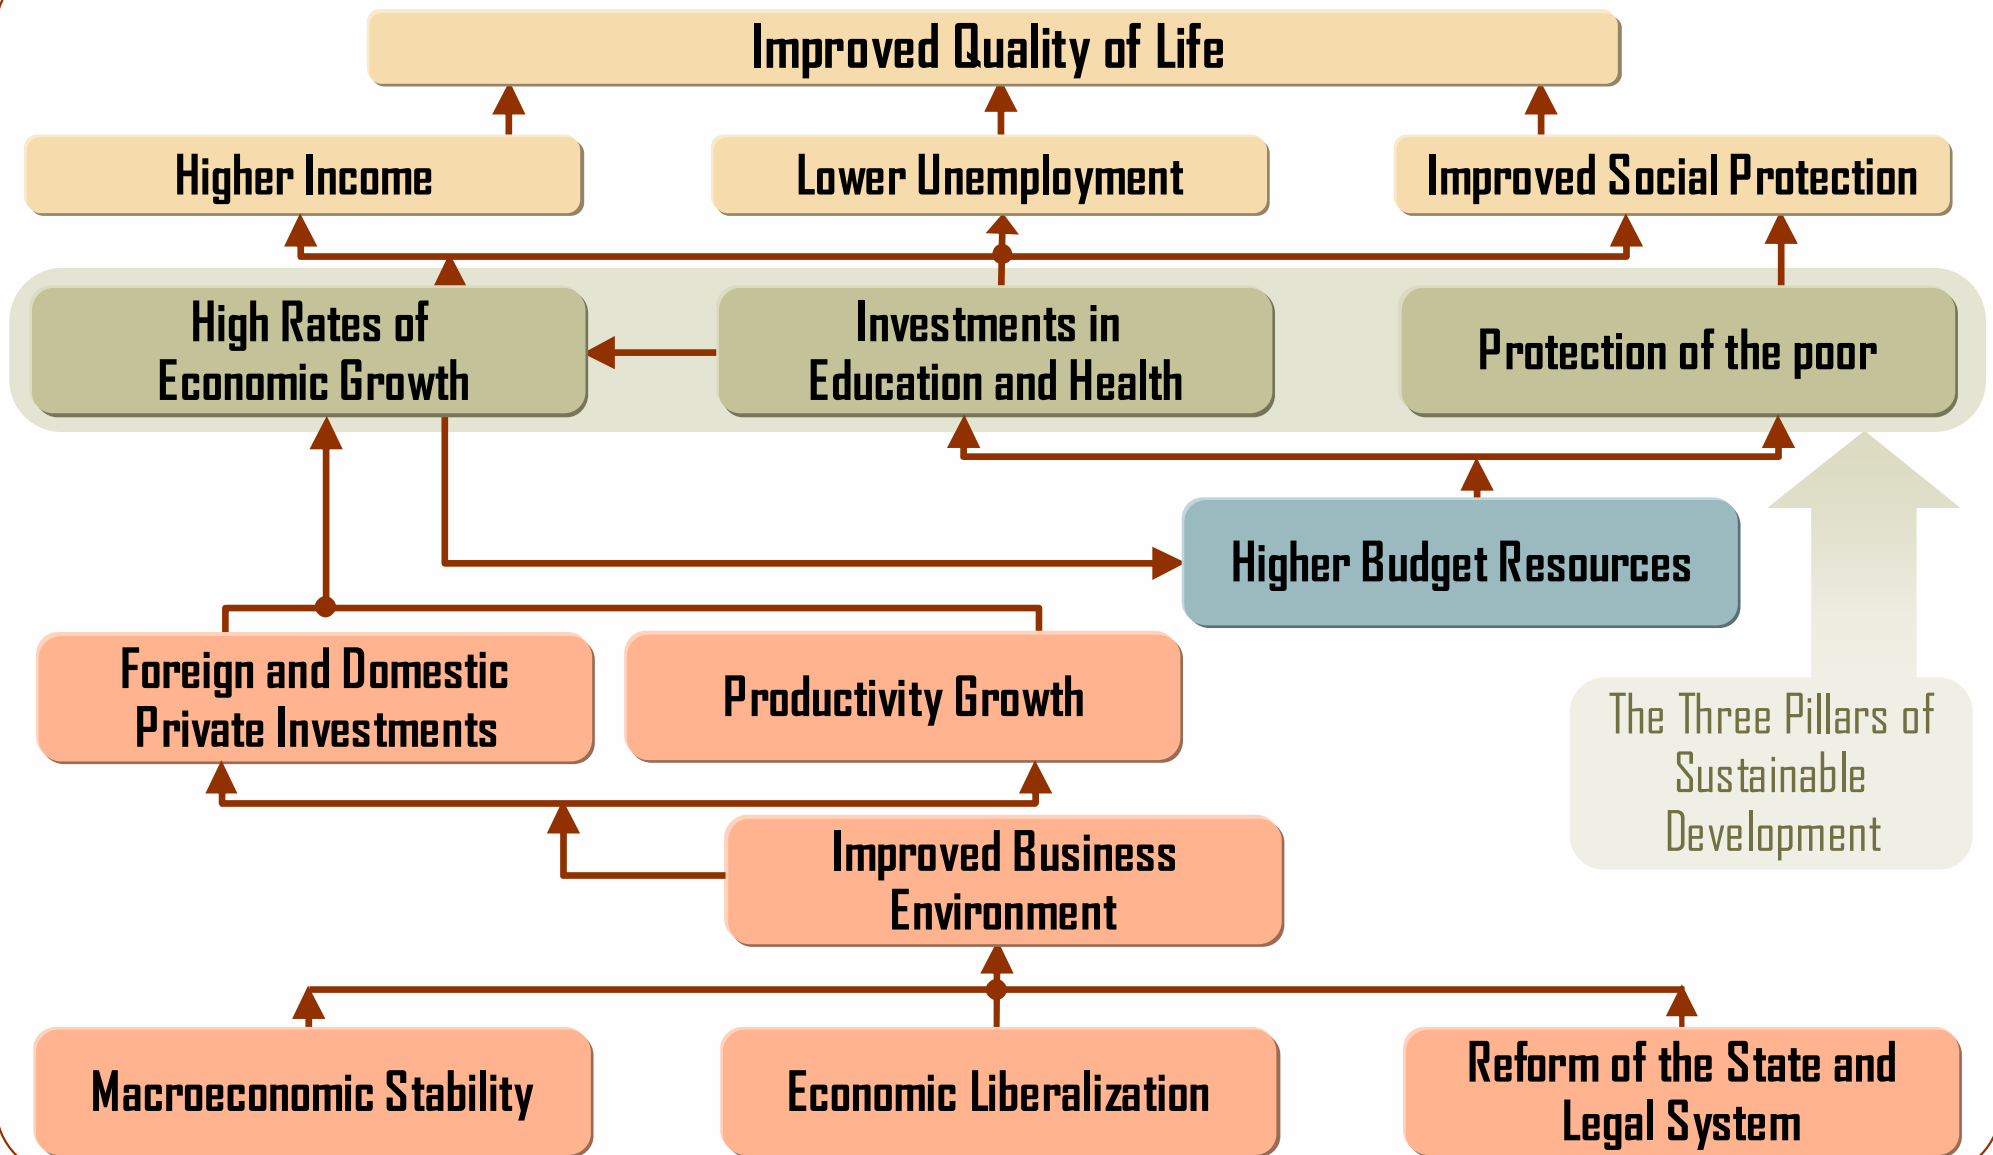 Improved Quality of Life
Higher Income
Lower Unemployment
Improved Social Protection
High Rates of
Economic Growth
Investments in
Education and Health
Protection of the poor
Higher Budget Resources
Foreign and Domestic
Private Investments
Productivity Growth
The Three Pillars of
Sustainable
Development
Improved Business
Environment
Macroeconomic Stability
Economic Liberalization
Reform of the State and
Legal System